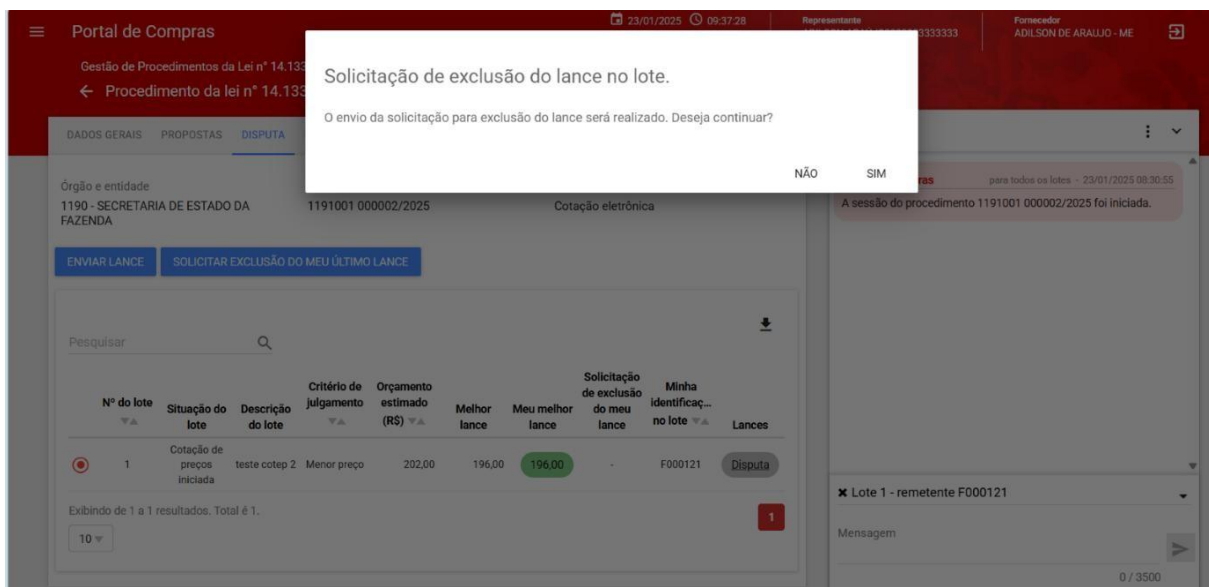 23/01/2025 09:37:28
Representante
Fornecedor
Portal de Compras
ADILSON DE ARAUJO - ME
Gestão de Procedimentos da Lei n° 14.133
Procedimento da lei n° 14.133
Solicitação de exclusão do lance no lote.
O envio da solicitação para exclusão do lance será realizado. Deseja continuar?
NÃO SIM
DADOS GERAIS PROPOSTAS DISPUTA
para todos os lotes - 23/01/2025 08:30:55
A sessão do procedimento 1191001 000002/2025 foi iniciada.
Órgão e entidade
1190 - SECRETARIA DE ESTADO DA
FAZENDA
1191001 000002/2025
Cotação eletrônica
ENVIAR LANCE SOLICITAR EXCLUSÃO DO MEU ÚLTIMO LANCE
Pesquisar
Nº do lote
Situação do
lote
Descrição
do lote
Critério de
julgamento
Orçamento
estimado
(R$)
Melhor
lance
Meu melhor
lance
Solicitação
de exclusão
do meu
lance
Minha
identificaç...
no lote
Lances
1
Cotação de
preços
iniciada
teste cotep 2
Menor preço
202,00
196,00
196,00
-
F000121
Disputa
Exibindo de 1 a 1 resultados. Total é 1.
1
10
Lote 1 - remetente F000121
Mensagem
0 / 3500